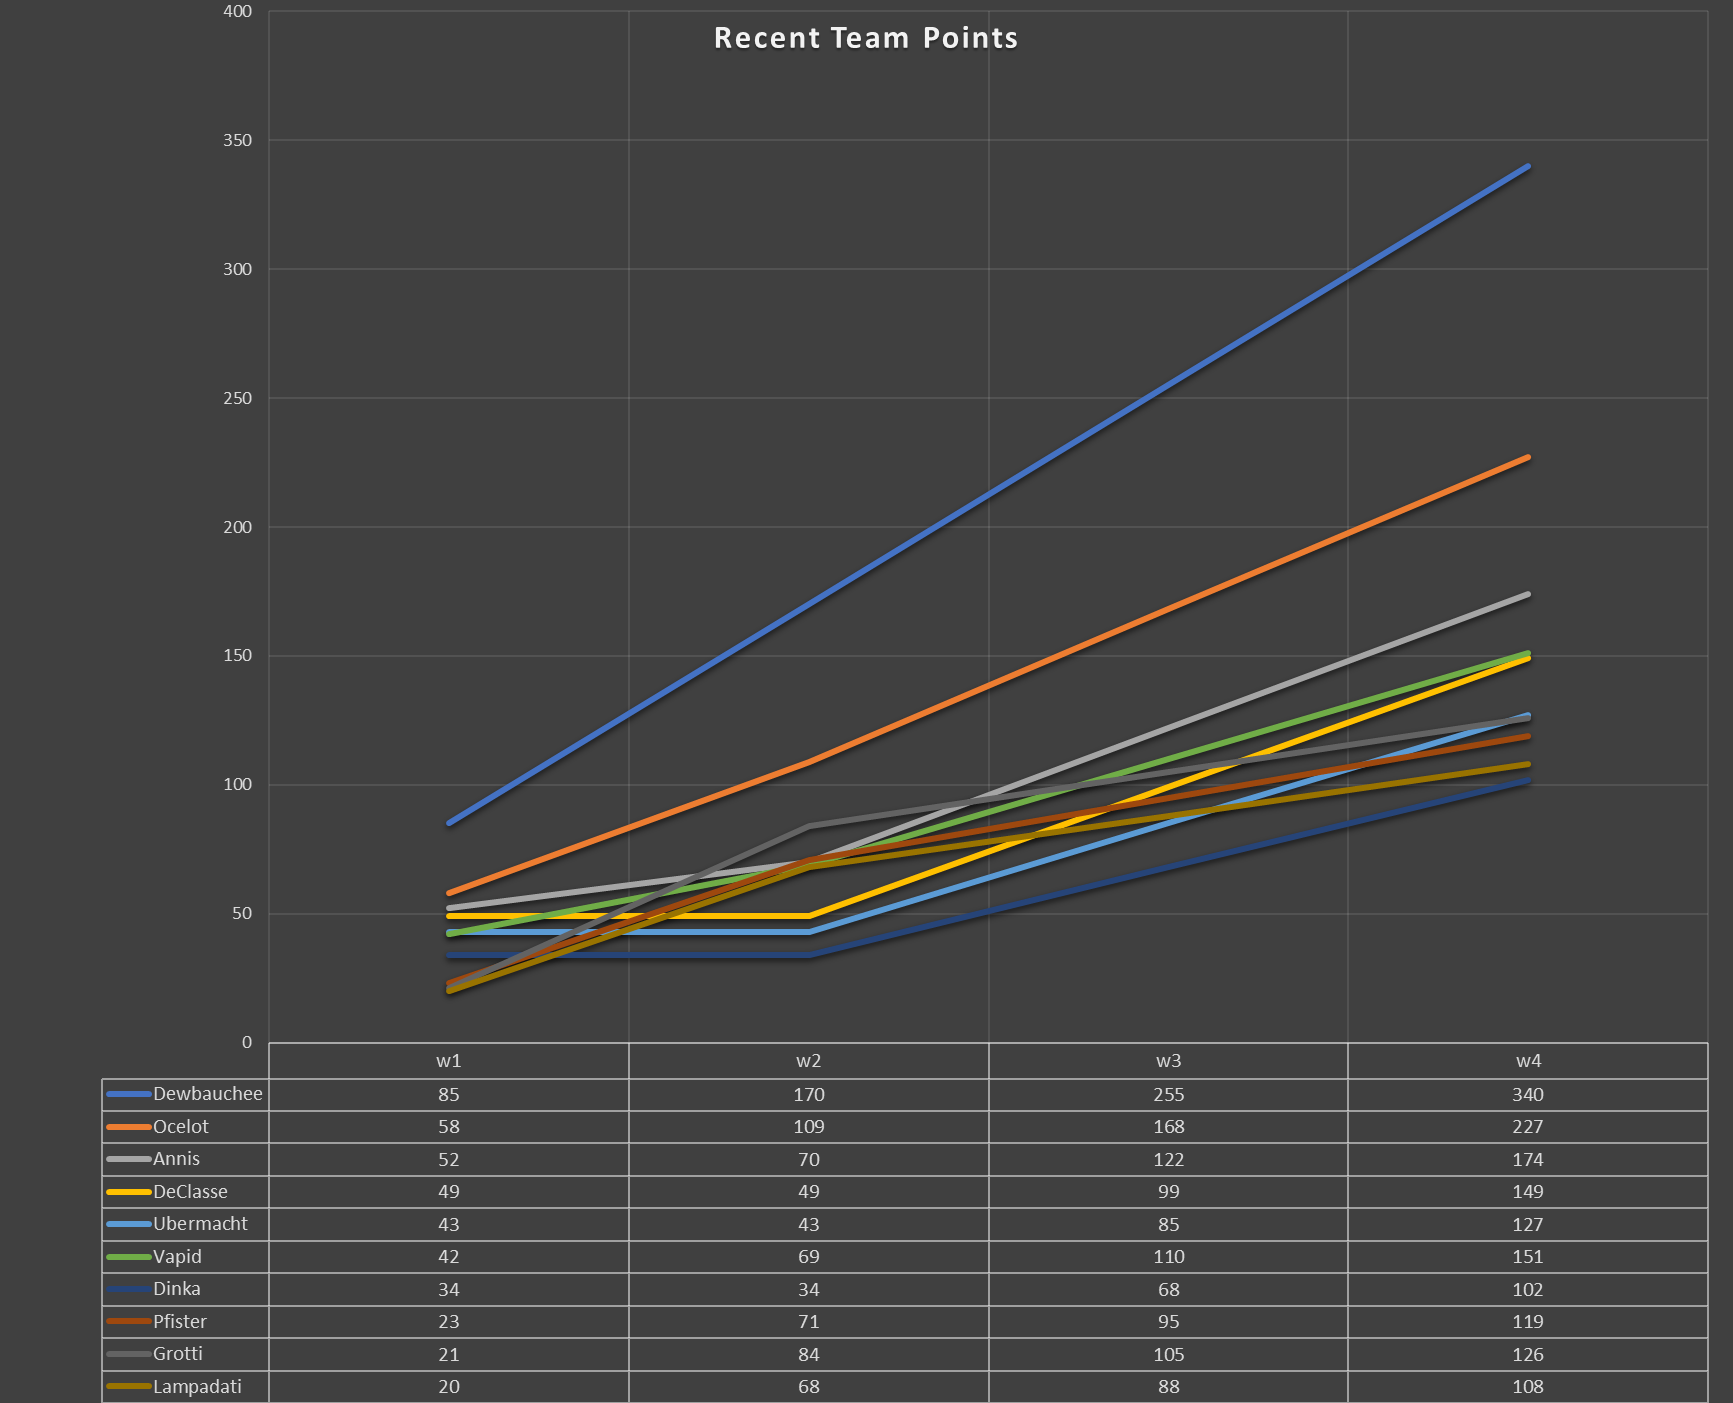 Recent Team Points
400
350
300
250
200
150
100
50
0
w1 w2 w3 w4
Dewbauchee 85 170 255 340
Ocelot 58 109 168 227
Annis 52 70 122 174
DeClasse 49 49 99 149
Ubermacht 43 43 85 127
Vapid 42 69 110 151
Dinka 34 34 68 102
Pfister 23 71 95 119
Grotti 21 84 105 126
Lampadati 20 68 88 108